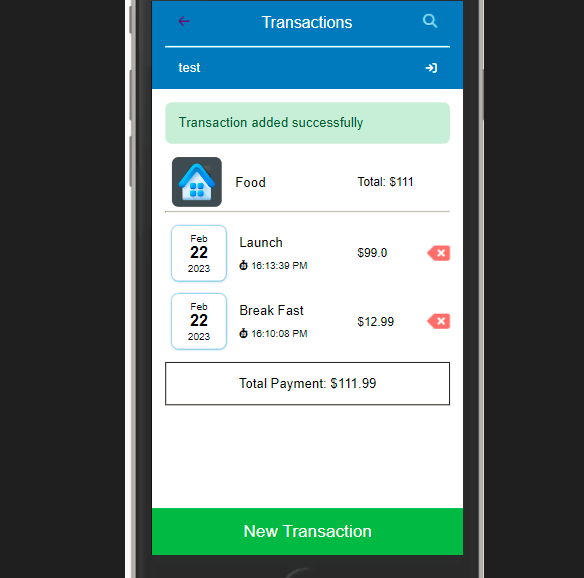 Transactions
test
Transaction added successfully
Food
Total: $111
Feb
22
2023
Launch
16:13:39 PM
$99.0
Feb
22
2023
Break Fast
16:10:08 PM
$12.99
Total Payment: $111.99
New Transaction